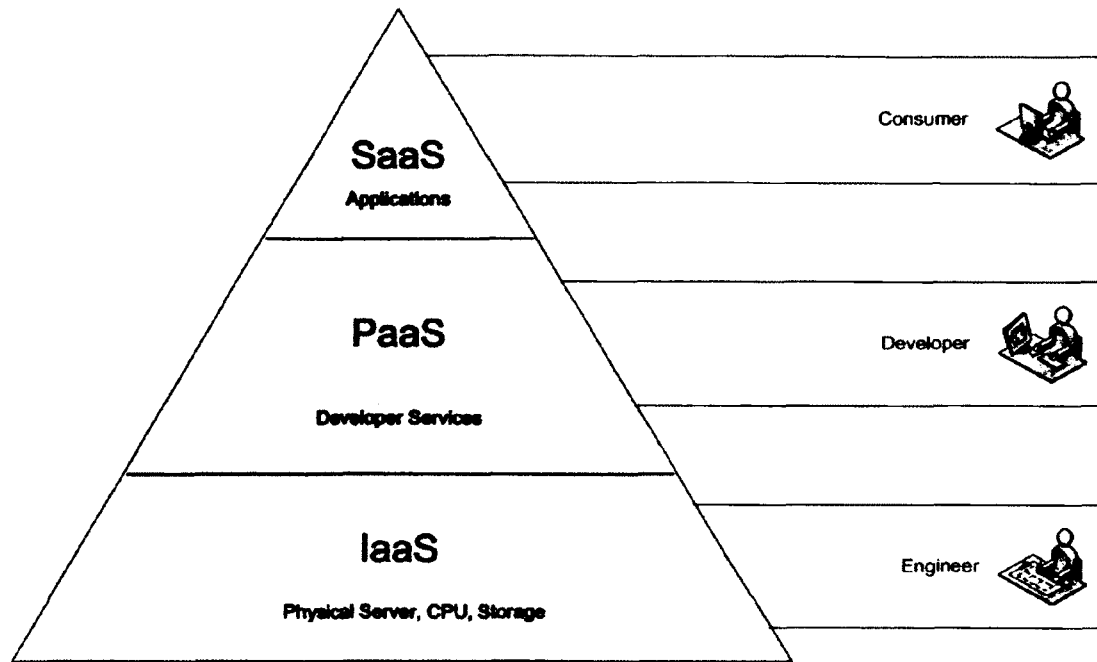 SaaS
Applications
Consumer
PaaS
Developer Services
Developer
IaaS
Physical Server, CPU, Storage
Engineer